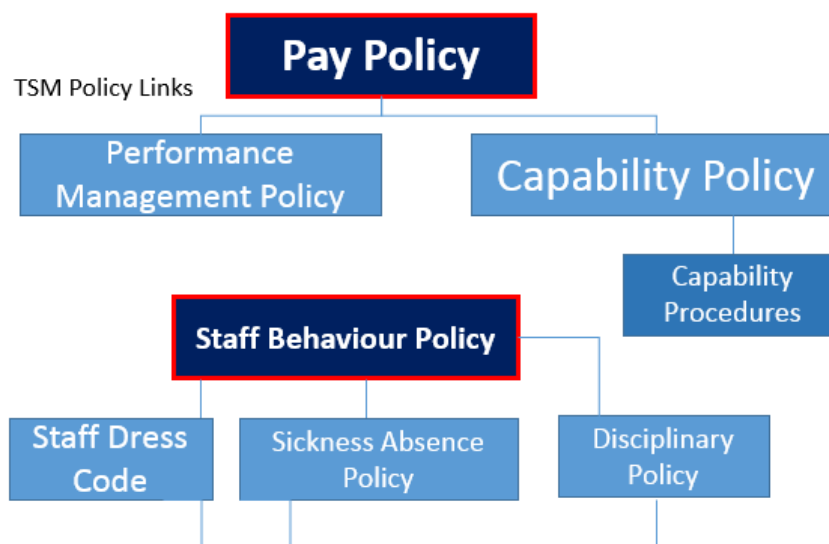 Pay Policy
TSM Policy Links
Performance
Management Policy
Capability Policy
Capability
Procedures
Staff Behaviour Policy
Staff Dress
Code
Sickness Absence
Policy
Disciplinary
Policy